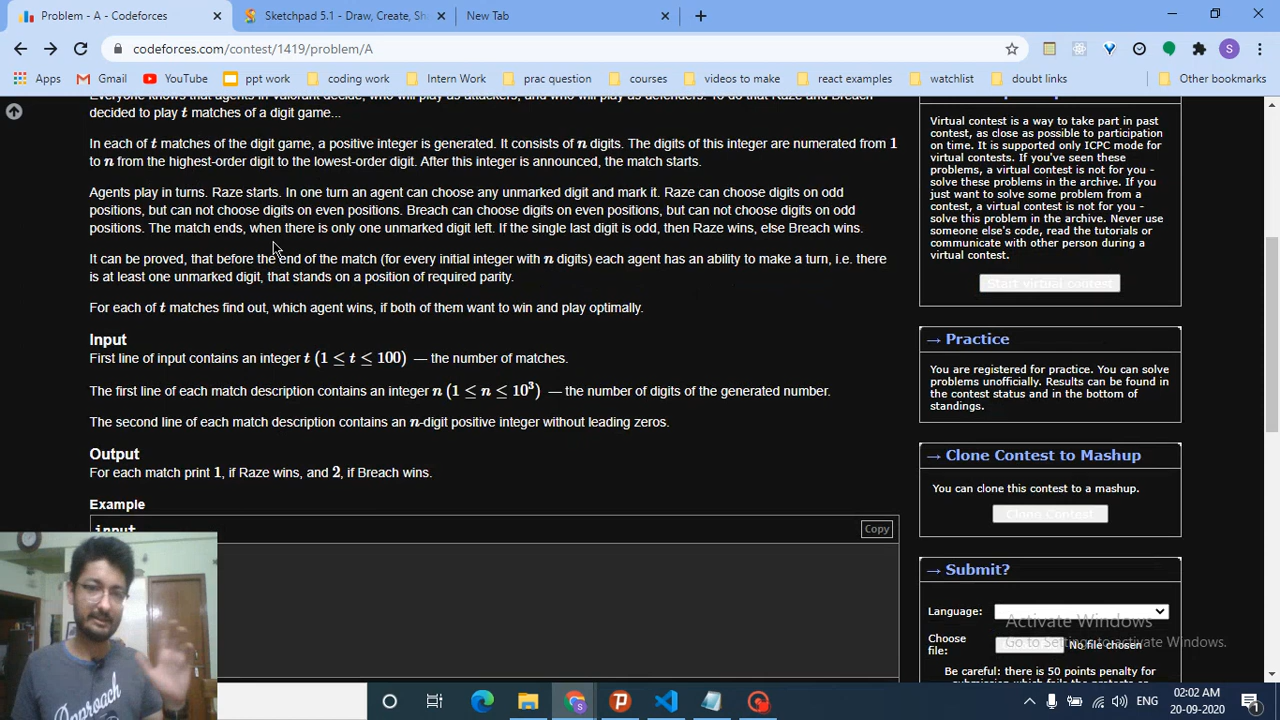 Problem - A - Codeforces
Sketchpad 5.1 - Draw, Create, Sh
New Tab
codeforces.com/contest/1419/problem/A
S
Apps
Gmail
YouTube
ppt work
coding work
Intern Work
prac question
courses
videos to make
react examples
watchlist
doubt links
Other bookmarks
decided to play t matches of a digit game...
In each of t matches of the digit game, a positive integer is generated. It consists of n digits. The digits of this integer are numerated from 1
to n from the highest-order digit to the lowest-order digit. After this integer is announced, the match starts.
Agents play in turns. Raze starts. In one turn an agent can choose any unmarked digit and mark it. Raze can choose digits on odd
positions, but can not choose digits on even positions. Breach can choose digits on even positions, but can not choose digits on odd
positions. The match ends, when there is only one unmarked digit left. If the single last digit is odd, then Raze wins, else Breach wins.
It can be proved, that before the end of the match (for every initial integer with n digits) each agent has an ability to make a turn, i.e. there
is at least one unmarked digit, that stands on a position of required parity.
For each of t matches find out, which agent wins, if both of them want to win and play optimally.
Input
First line of input contains an integer t (1 ≤ t ≤ 100) — the number of matches.
The first line of each match description contains an integer n (1 ≤ n ≤ 10³) — the number of digits of the generated number.
The second line of each match description contains an n-digit positive integer without leading zeros.
Output
For each match print 1, if Raze wins, and 2, if Breach wins.
Example
input
Copy
Virtual contest is a way to take part in past
contest, as close as possible to participation
on time. It is supported only ICPC mode for
virtual contests. If you've seen these
problems, a virtual contest is not for you -
solve these problems in the archive. If you
just want to solve some problem from a
contest, a virtual contest is not for you -
solve this problem in the archive. Never use
someone else's code, read the tutorials or
communicate with other person during a
virtual contest.
Start virtual contest
→ Practice
You are registered for practice. You can solve
problems unofficially. Results can be found in
the contest status and in the bottom of
standings.
→ Clone Contest to Mashup
You can clone this contest to a mashup.
Clone Contest
→ Submit?
Language:
Choose
file:
No file chosen
Be careful: there is 50 points penalty for
Activate Windows
Go to Settings to activate Windows.
Approach
ENG
02:02 AM
20-09-2020